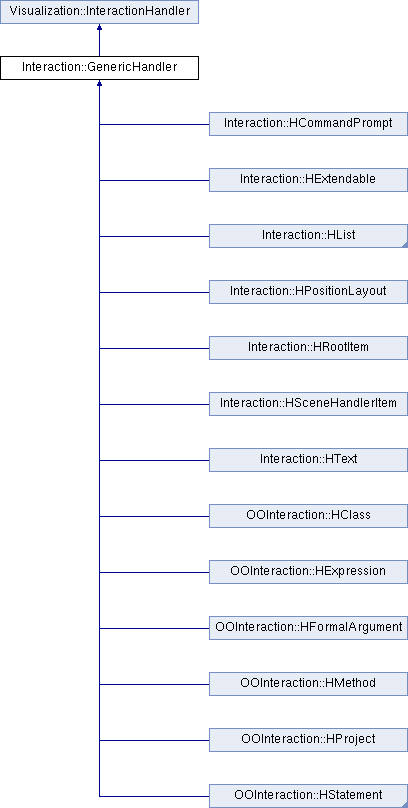 Visualization::InteractionHandler
Interaction::GenericHandler
Interaction::HCommandPrompt
Interaction::HExtendable
Interaction::HList
Interaction::HPositionLayout
Interaction::HRootItem
Interaction::HSceneHandlerItem
Interaction::HText
OOInteraction::HClass
OOInteraction::HExpression
OOInteraction::HFormalArgument
OOInteraction::HMethod
OOInteraction::HProject
OOInteraction::HStatement